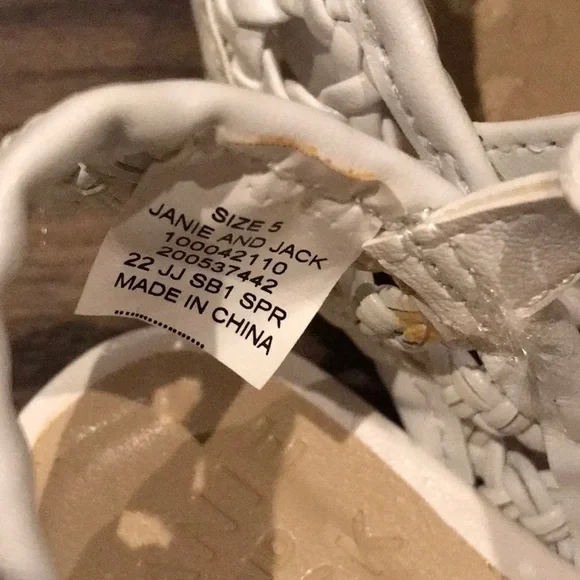 SIZE 5
JANIE AND JACK
100042110
200537442
22 JJ SB1 SPR
MADE IN CHINA